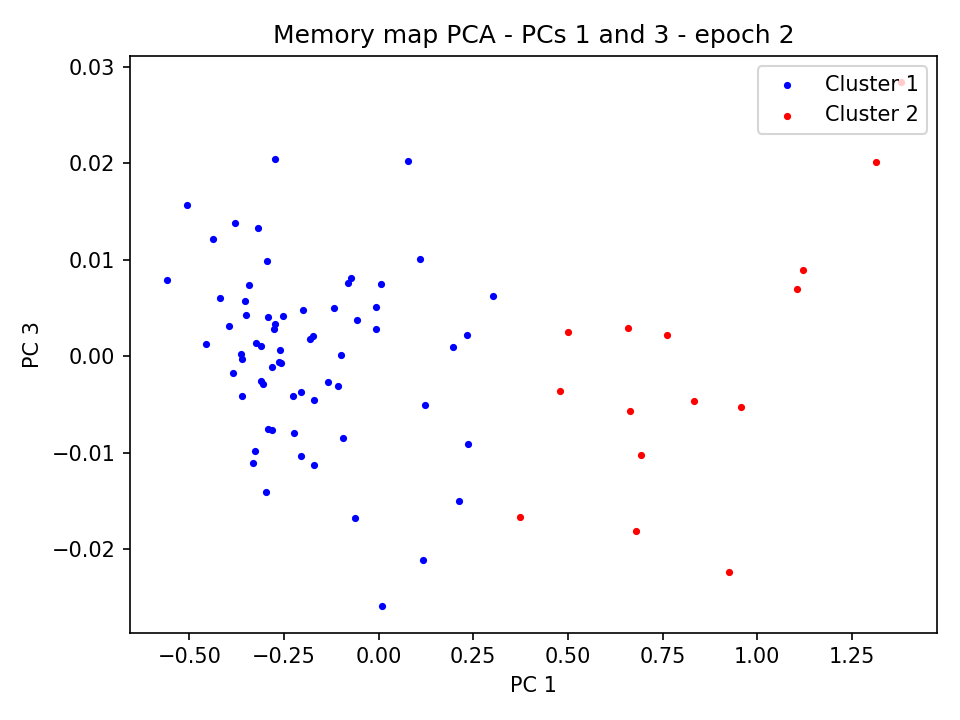 Memory map PCA - PCs 1 and 3 - epoch 2
Cluster 1
Cluster 2
0.03
0.02
0.01
0.00
−0.01
−0.02
PC 3
−0.50
−0.25
0.00
0.25
0.50
0.75
1.00
1.25
PC 1